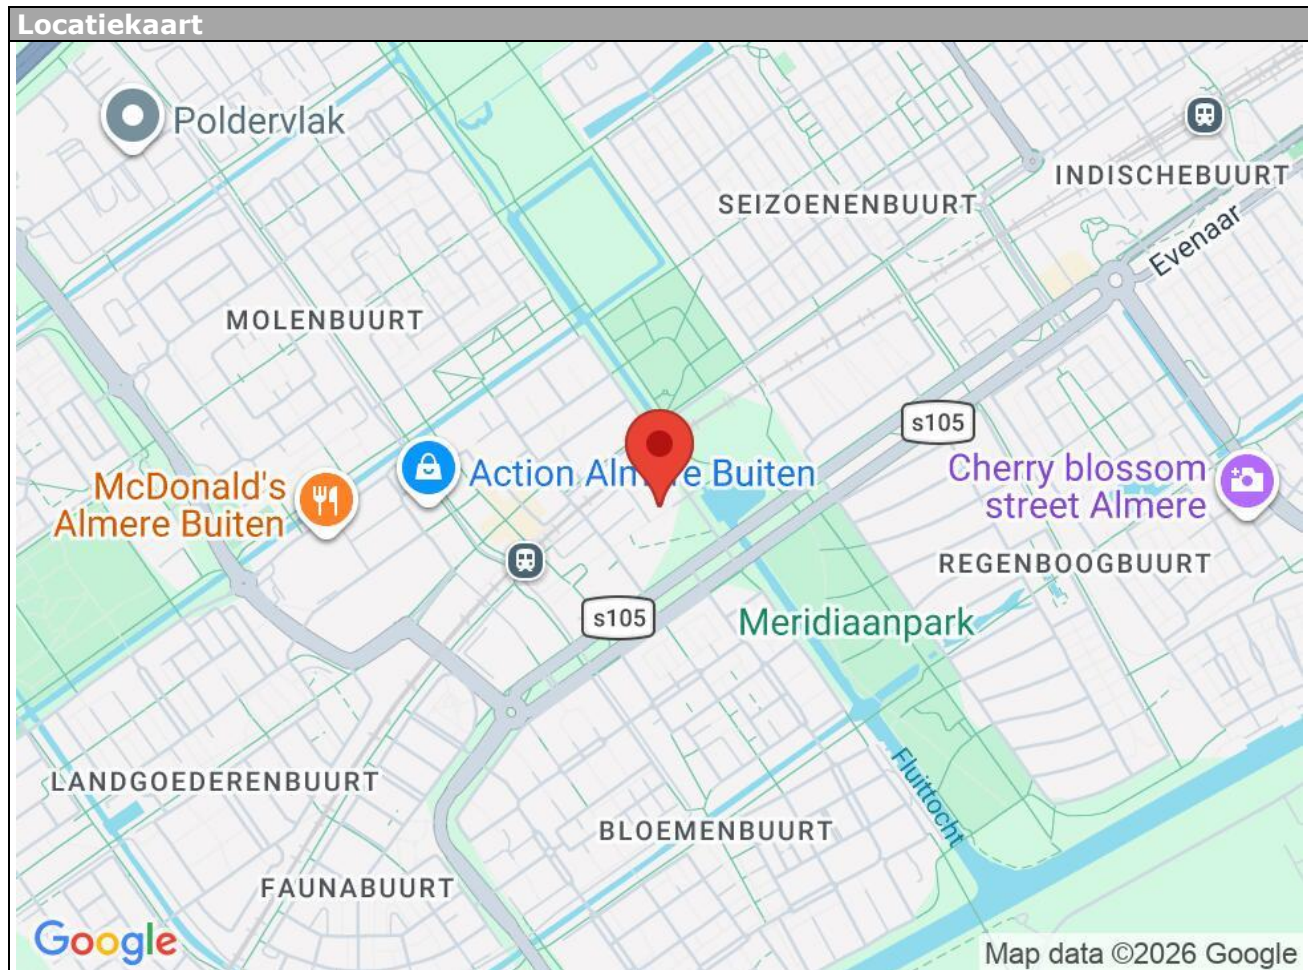 Locatiekaart
Poldervlak
INDISCHEBUURT
SEIZOENENBUURT
Evenaar
MOLENBUURT
s105
Action Almere Buiten
Cherry blossom
street Almere
McDonald's
Almere Buiten
REGENBOOGBUURT
s105
Meridiaanpark
LANDGOEDERENBUURT
Fluittocht
BLOEMENBUURT
FAUNABUURT
Google
Map data ©2026 Google